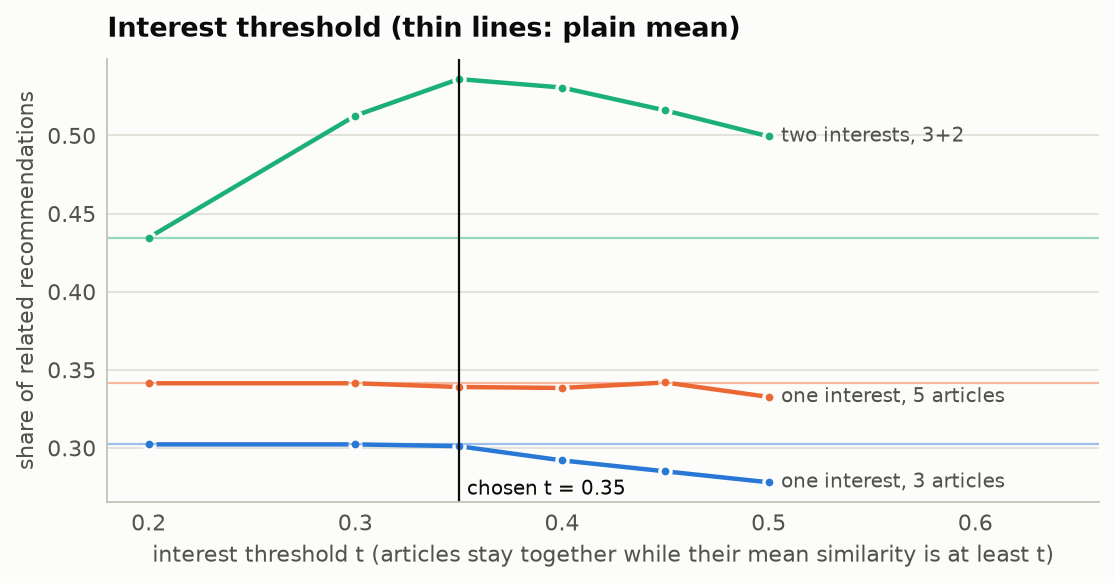 Interest threshold (thin lines: plain mean)
share of related recommendations
0.50
0.45
0.40
0.35
0.30
two interests, 3+2
one interest, 5 articles
one interest, 3 articles
chosen t = 0.35
0.2 0.3 0.4 0.5 0.6
interest threshold t (articles stay together while their mean similarity is at least t)